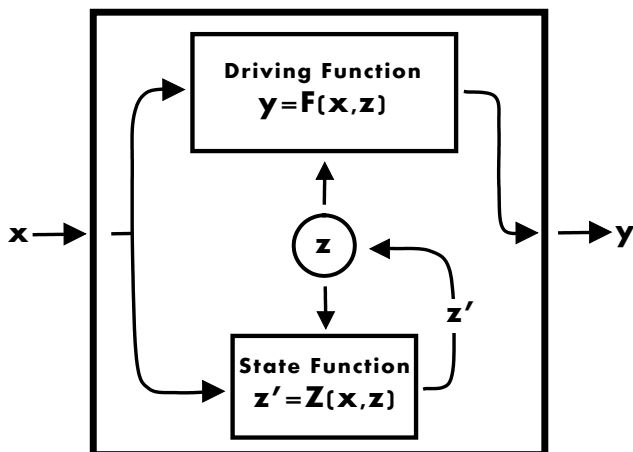 Driving Function
y=F(x,z)
x
z
y
z′
State Function
z′=Z(x,z)